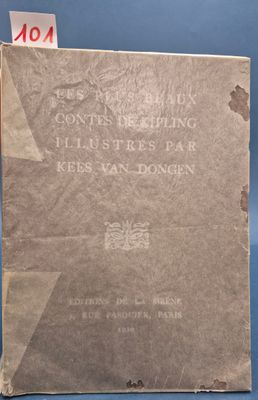 101
LES PLUS BEAUX
CONTES DE KIPLING
ILLUSTRÉS PAR
KEES VAN DONGEN
ÉDITIONS DE LA SIRÈNE
RUE PASQUIER, PARIS